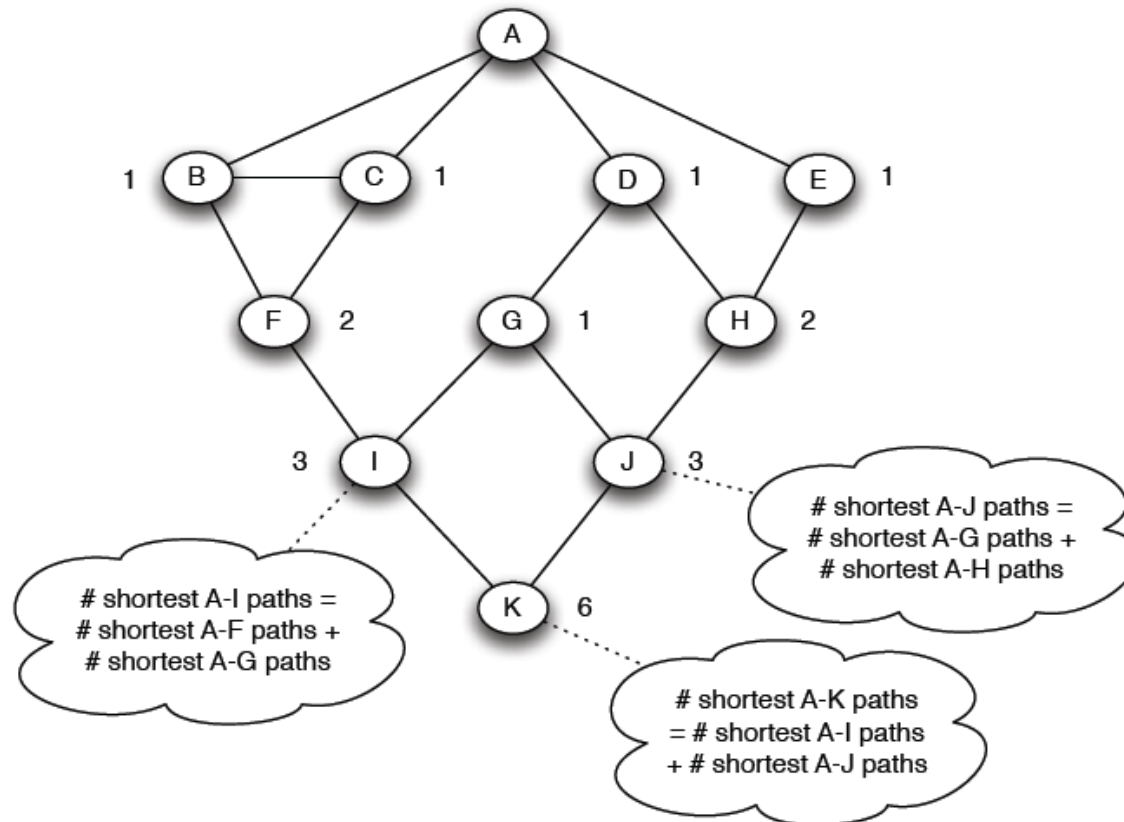 A
1 B C 1 D 1 E 1
F 2 G 1 H 2
3 I J 3
# shortest A-J paths =
# shortest A-G paths +
# shortest A-H paths
# shortest A-I paths =
# shortest A-F paths +
# shortest A-G paths
K 6
# shortest A-K paths
= # shortest A-I paths
+ # shortest A-J paths